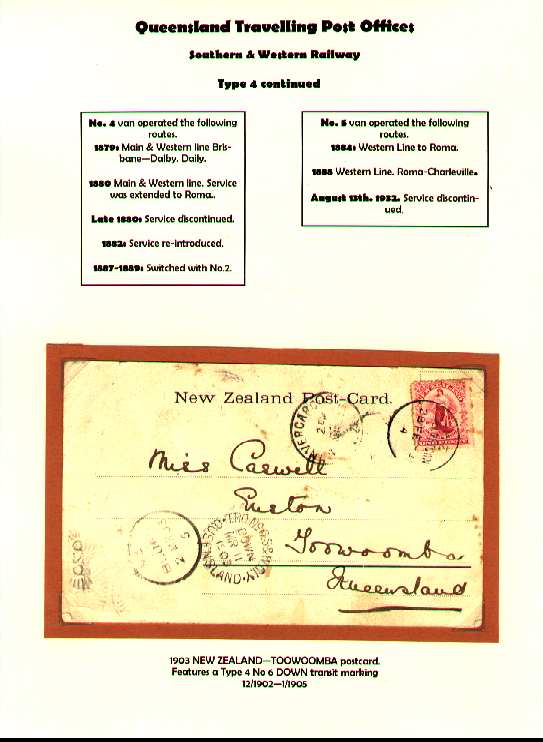 Queensland Travelling Post Offices
Southern & Western Railway
Type 4 continued
No. 4 van operated the following
routes.
1879: Main & Western line Bris-
bane—Dalby. Daily.
1880 Main & Western line. Service
was extended to Roma..
Late 1880: Service discontinued.
1882: Service re-introduced.
1887-1889: Switched with No.2.
No. 5 van operated the following
routes.
1884: Western Line to Roma.
1888 Western Line. Roma-Charleville.
August 13th. 1932. Service discontin-
ued.
New Zealand Post-Card.
Miss Caswell
Euston
Toowoomba
Queensland
1903 NEW ZEALAND—TOOWOOMBA postcard.
Features a Type 4 No 6 DOWN transit marking
12/1902—1/1905